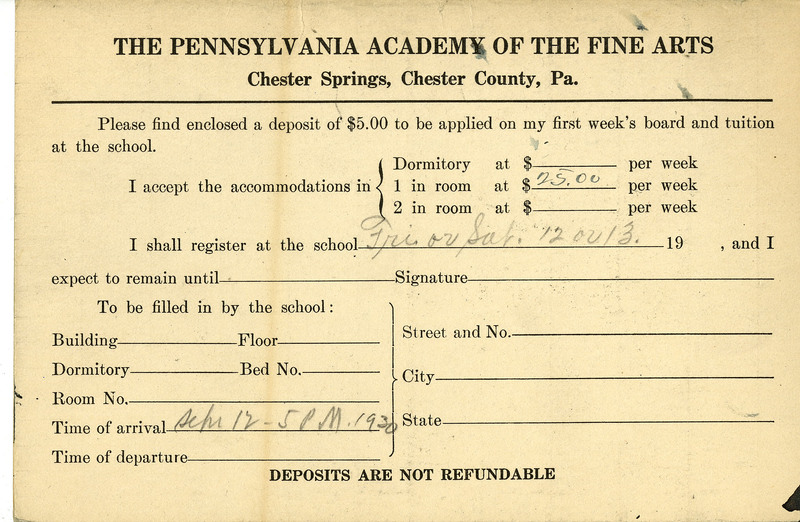 THE PENNSYLVANIA ACADEMY OF THE FINE ARTS
Chester Springs, Chester County, Pa.
Please find enclosed a deposit of $5.00 to be applied on my first week's board and tuition
at the school.
I accept the accommodations in
Dormitory at $ per week
1 in room at $ 25.00 per week
2 in room at $ per week
I shall register at the school Fri. or Sat. 12 or 13. 19 , and I
expect to remain until Signature
To be filled in by the school:
Building Floor
Dormitory Bed No.
Room No.
Time of arrival Sept 12 - 5 P.M. 1930
Time of departure
Street and No.
City
State
DEPOSITS ARE NOT REFUNDABLE